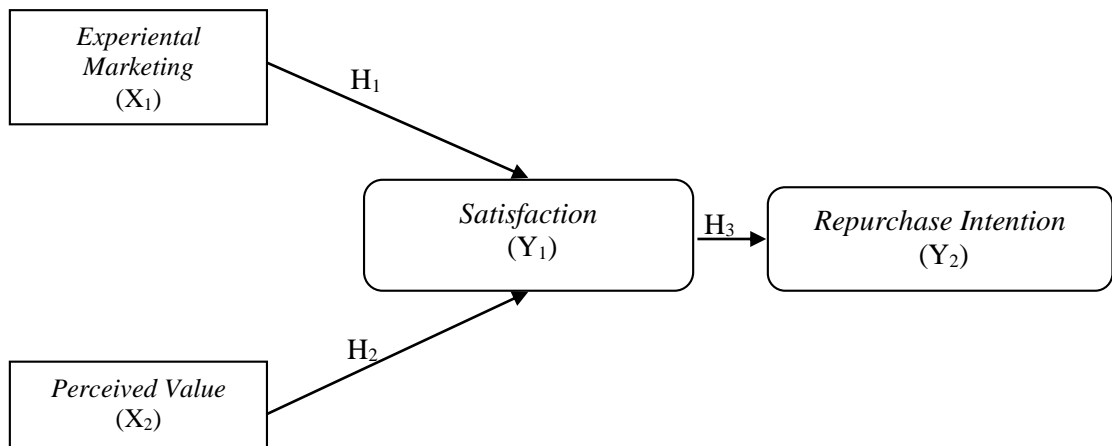 Experiental
Marketing
(X₁)
H₁
Satisfaction
(Y₁)
H₃
Repurchase Intention
(Y₂)
H₂
Perceived Value
(X₂)